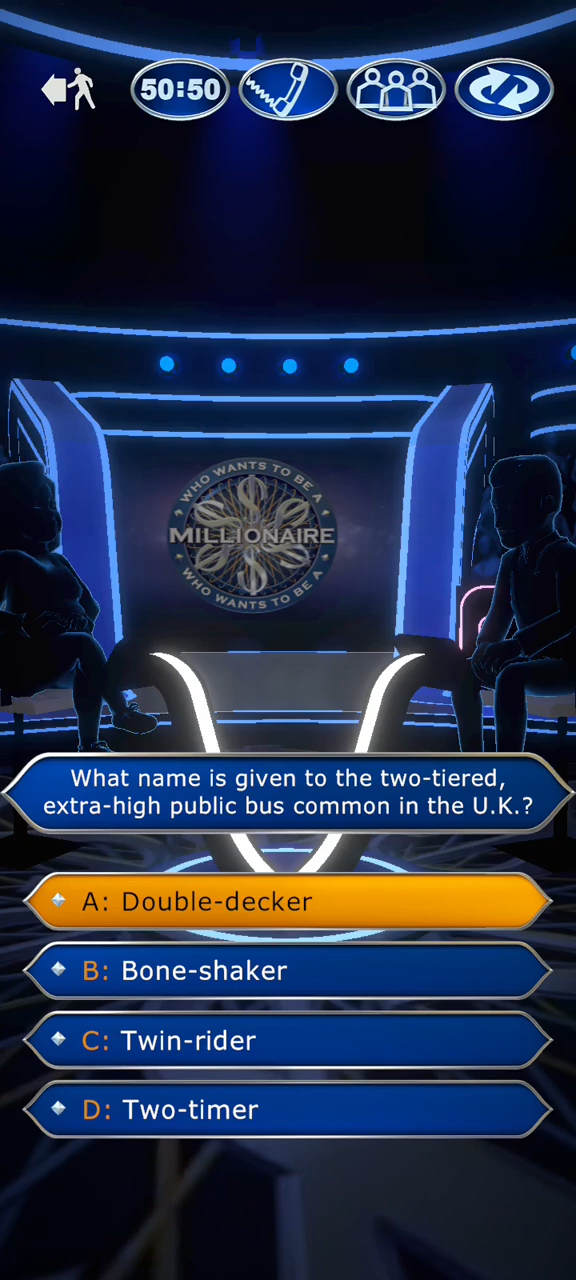 50:50
WHO WANTS TO BE A
MILLIONAIRE
WHO WANTS TO BE A
What name is given to the two-tiered,
extra-high public bus common in the U.K.?
A: Double-decker
B: Bone-shaker
C: Twin-rider
D: Two-timer